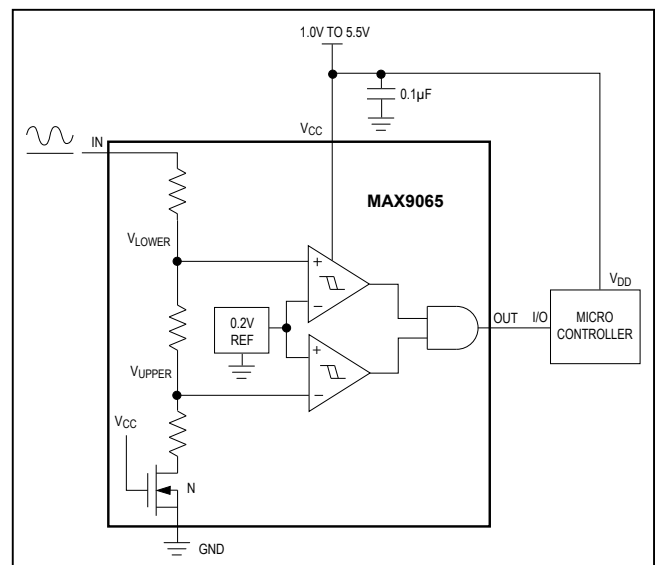 1.0V TO 5.5V
0.1µF
VCC
IN
MAX9065
VLOWER
+
−
VDD
0.2V
REF
OUT
I/O
MICRO
CONTROLLER
+
−
VUPPER
VCC
N
GND